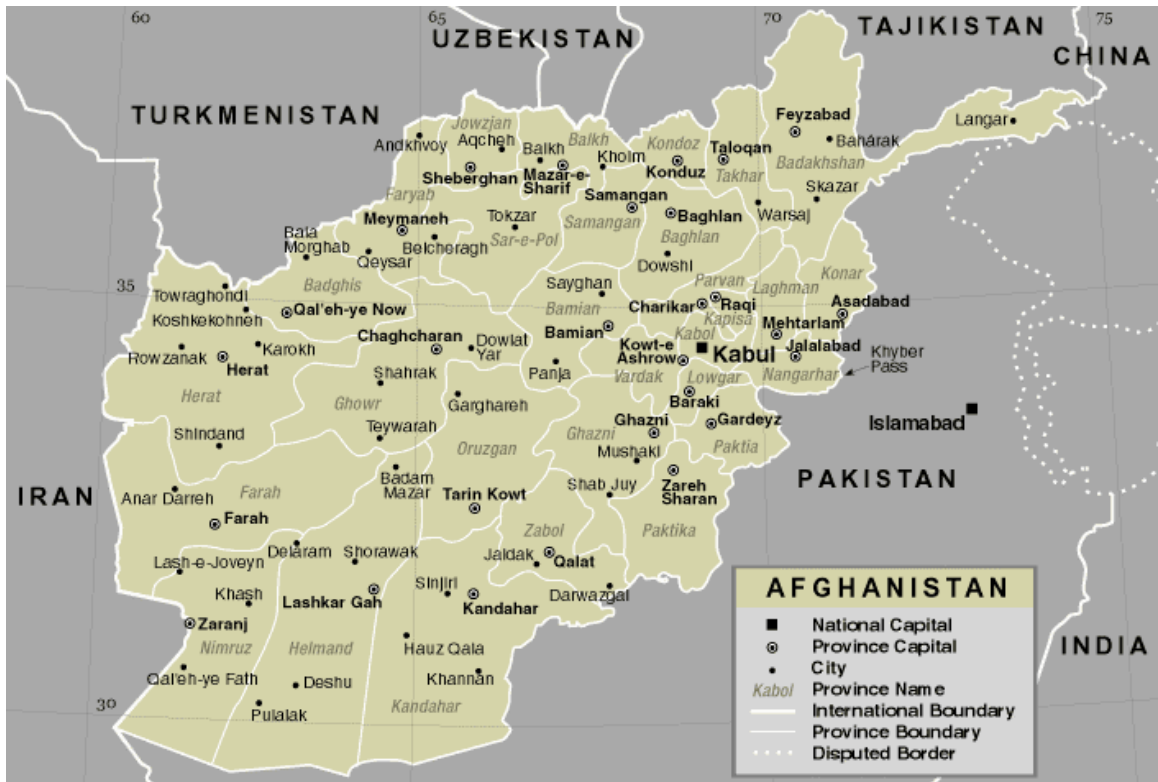 60
65
70
75
UZBEKISTAN
TAJIKISTAN
CHINA
TURKMENISTAN
Feyzabad
Langar
Jowzjan
Andkhvoy
Aqcheh
Balkh
Balkh
Kondoz
Taloqan
Bahárak
Kholm
Badakhshan
Sheberghan
Mazar-e-
Sharif
Konduz
Takhar
Faryab
Samangan
Skazar
Meymaneh
Tokzar
Samangan
Baghlan
Warsaj
Bala
Morghab
Belcheragh
Sar-e-Pol
Baghlan
Qeysar
Dowshl
35
Badghis
Sayghan
Parvan
Laghman
Konar
Towraghondi
Qal'eh-ye Now
Bamian
Charikar
Raqi
Asadabad
Koshkekohneh
Kapisa
Chaghcharan
Bamian
Kabol
Mehtarlam
Rowzanak
Karokh
Dowlat
Yar
Kowt-e
Ashrow
Kabul
Jalalabad
Khyber
Pass
Herat
Shahrak
Panja
Vardak
Lowgar
Nangarhar
Herat
Ghowr
Gharghareh
Baraki
Islamabad
Shindand
Teywarah
Oruzgan
Ghazni
Ghazni
Gardeyz
Mushaki
Paktia
IRAN
Anar Darreh
Farah
Badam
Mazar
Shab Juy
Zareh
Sharan
PAKISTAN
Farah
Tarin Kowt
Zabol
Paktika
Delaram
Shorawak
Jaldak
Qalat
Lash-e-Joveyn
Khash
Lashkar Gah
Sinjiri
Kandahar
Darwazgal
Zaranj
Nimruz
Helmand
Hauz Qala
Qal'eh-ye Fath
Deshu
Khannan
Pulalak
Kandahar
30
INDIA
AFGHANISTAN
National Capital
Province Capital
City
Kabol Province Name
International Boundary
Province Boundary
Disputed Border